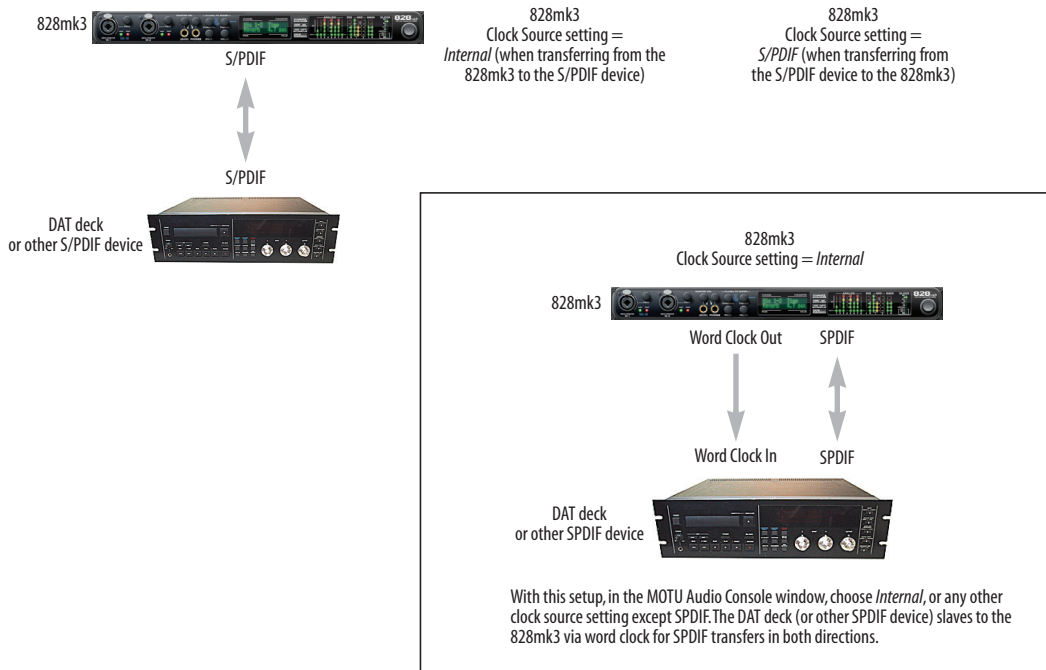 828mk3
828mk3
Clock Source setting =
Internal (when transferring from the
828mk3 to the S/PDIF device)
828mk3
Clock Source setting =
S/PDIF (when transferring from
the S/PDIF device to the 828mk3)
828
S/PDIF
S/PDIF
DAT deck
or other S/PDIF device
828mk3
Clock Source setting = Internal
828mk3
828
Word Clock Out
SPDIF
Word Clock In
SPDIF
DAT deck
or other SPDIF device
With this setup, in the MOTU Audio Console window, choose Internal, or any other
clock source setting except SPDIF. The DAT deck (or other SPDIF device) slaves to the
828mk3 via word clock for SPDIF transfers in both directions.